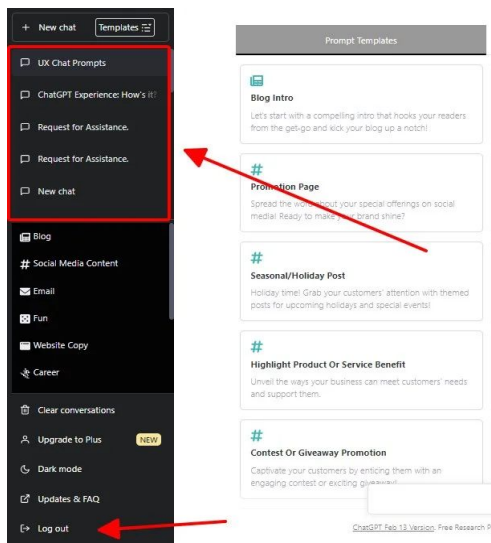 + New chat
Templates
UX Chat Prompts
ChatGPT Experience: How's it
Request for Assistance.
Request for Assistance.
New chat
Blog
# Social Media Content
Email
Fun
Website Copy
Career
Clear conversations
Upgrade to Plus NEW
Dark mode
Updates & FAQ
Log out
Prompt Templates
Blog Intro
Let's start with a compelling intro that hooks your readers
from the get-go and kick your blog up a notch!
#
Promotion Page
Spread the word about your special offerings on social
media! Ready to make your brand shine?
#
Seasonal/Holiday Post
Holiday time! Grab your customers' attention with themed
posts for upcoming holidays and special events!
#
Highlight Product Or Service Benefit
Unveil the ways your business can meet customers' needs
and support them.
#
Contest Or Giveaway Promotion
Captivate your customers by enticing them with an
engaging contest or exciting giveaway!
ChatGPT Feb 13 Version. Free Research P